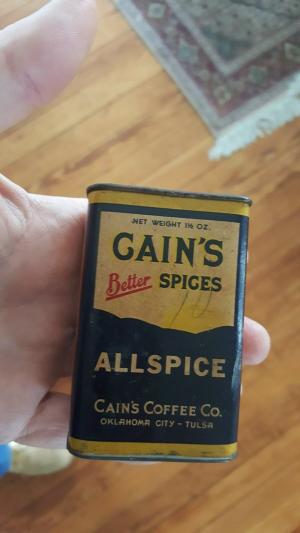 NET WEIGHT 1½ OZ.
CAIN'S
Better SPICES
ALLSPICE
CAIN'S COFFEE CO.
OKLAHOMA CITY - TULSA